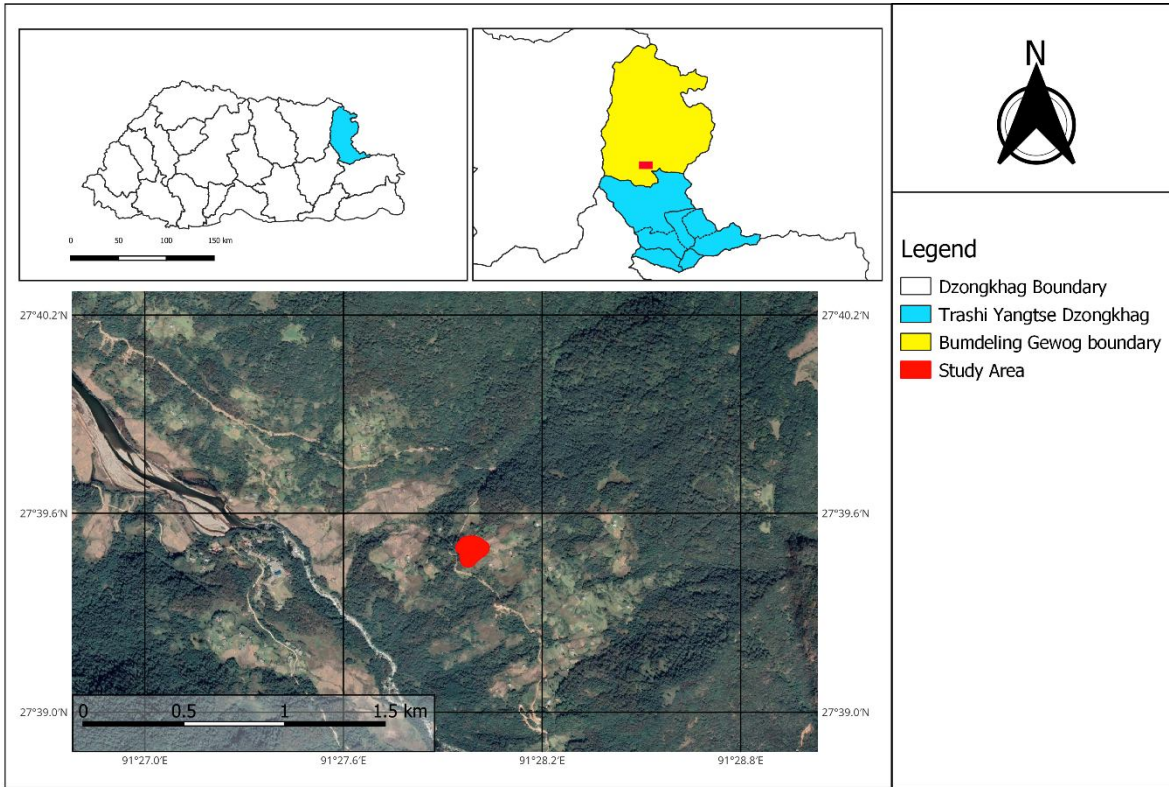 0 50 100 150 km
N
Legend
Dzongkhag Boundary
Trashi Yangtse Dzongkhag
Bumdeling Gewog boundary
Study Area
27°40.2'N 27°40.2'N
27°39.6'N 27°39.6'N
27°39.0'N 27°39.0'N
0 0.5 1 1.5 km
91°27.0'E 91°27.6'E 91°28.2'E 91°28.8'E